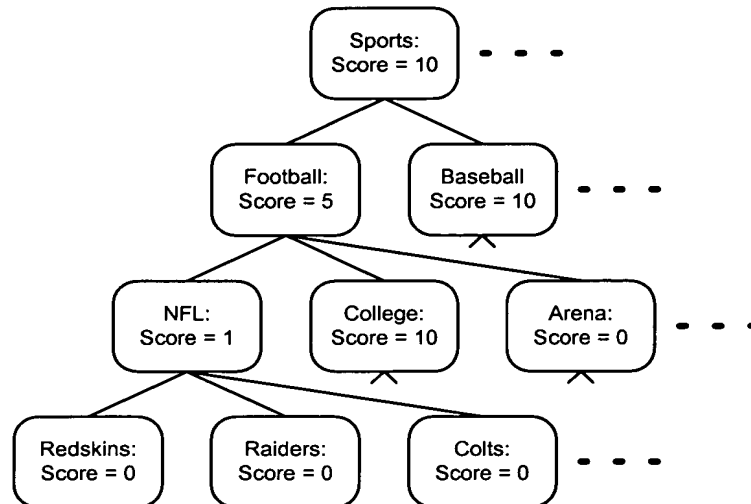 Sports:
Score = 10
Football:
Score = 5
Baseball
Score = 10
NFL:
Score = 1
College:
Score = 10
Arena:
Score = 0
Redskins:
Score = 0
Raiders:
Score = 0
Colts:
Score = 0